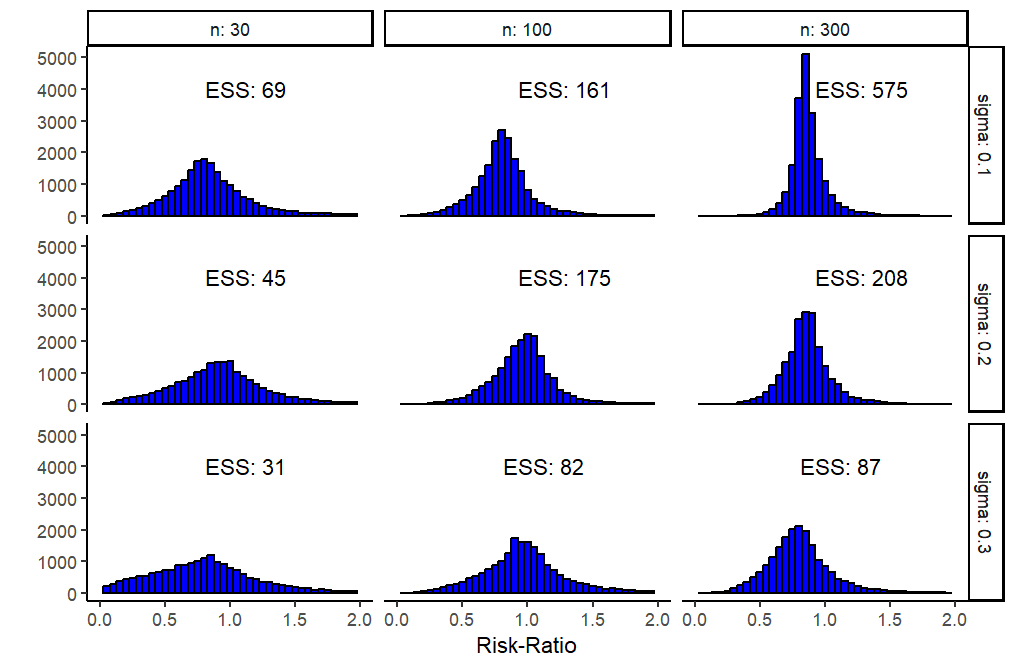 n: 30
n: 100
n: 300
5000
4000
3000
2000
1000
0
ESS: 69
ESS: 161
ESS: 575
sigma: 0.1
5000
4000
3000
2000
1000
0
ESS: 45
ESS: 175
ESS: 208
sigma: 0.2
5000
4000
3000
2000
1000
0
ESS: 31
ESS: 82
ESS: 87
sigma: 0.3
0.0 0.5 1.0 1.5 2.0
0.0 0.5 1.0 1.5 2.0
0.0 0.5 1.0 1.5 2.0
Risk-Ratio